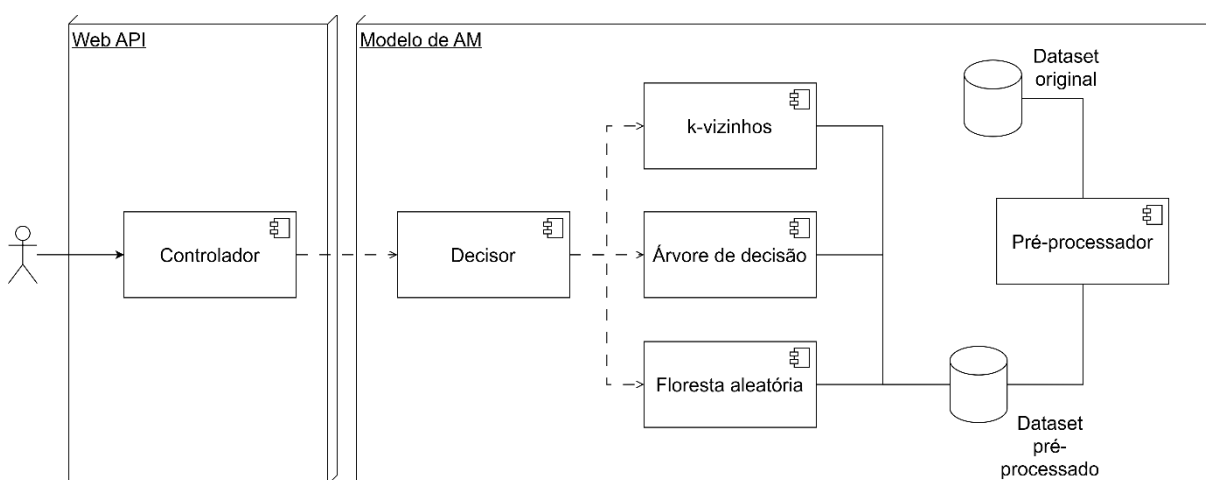 Web API
Modelo de AM
Dataset
original
k-vizinhos
Controlador
Decisor
Árvore de decisão
Pré-processador
Floresta aleatória
Dataset
pré-
processado